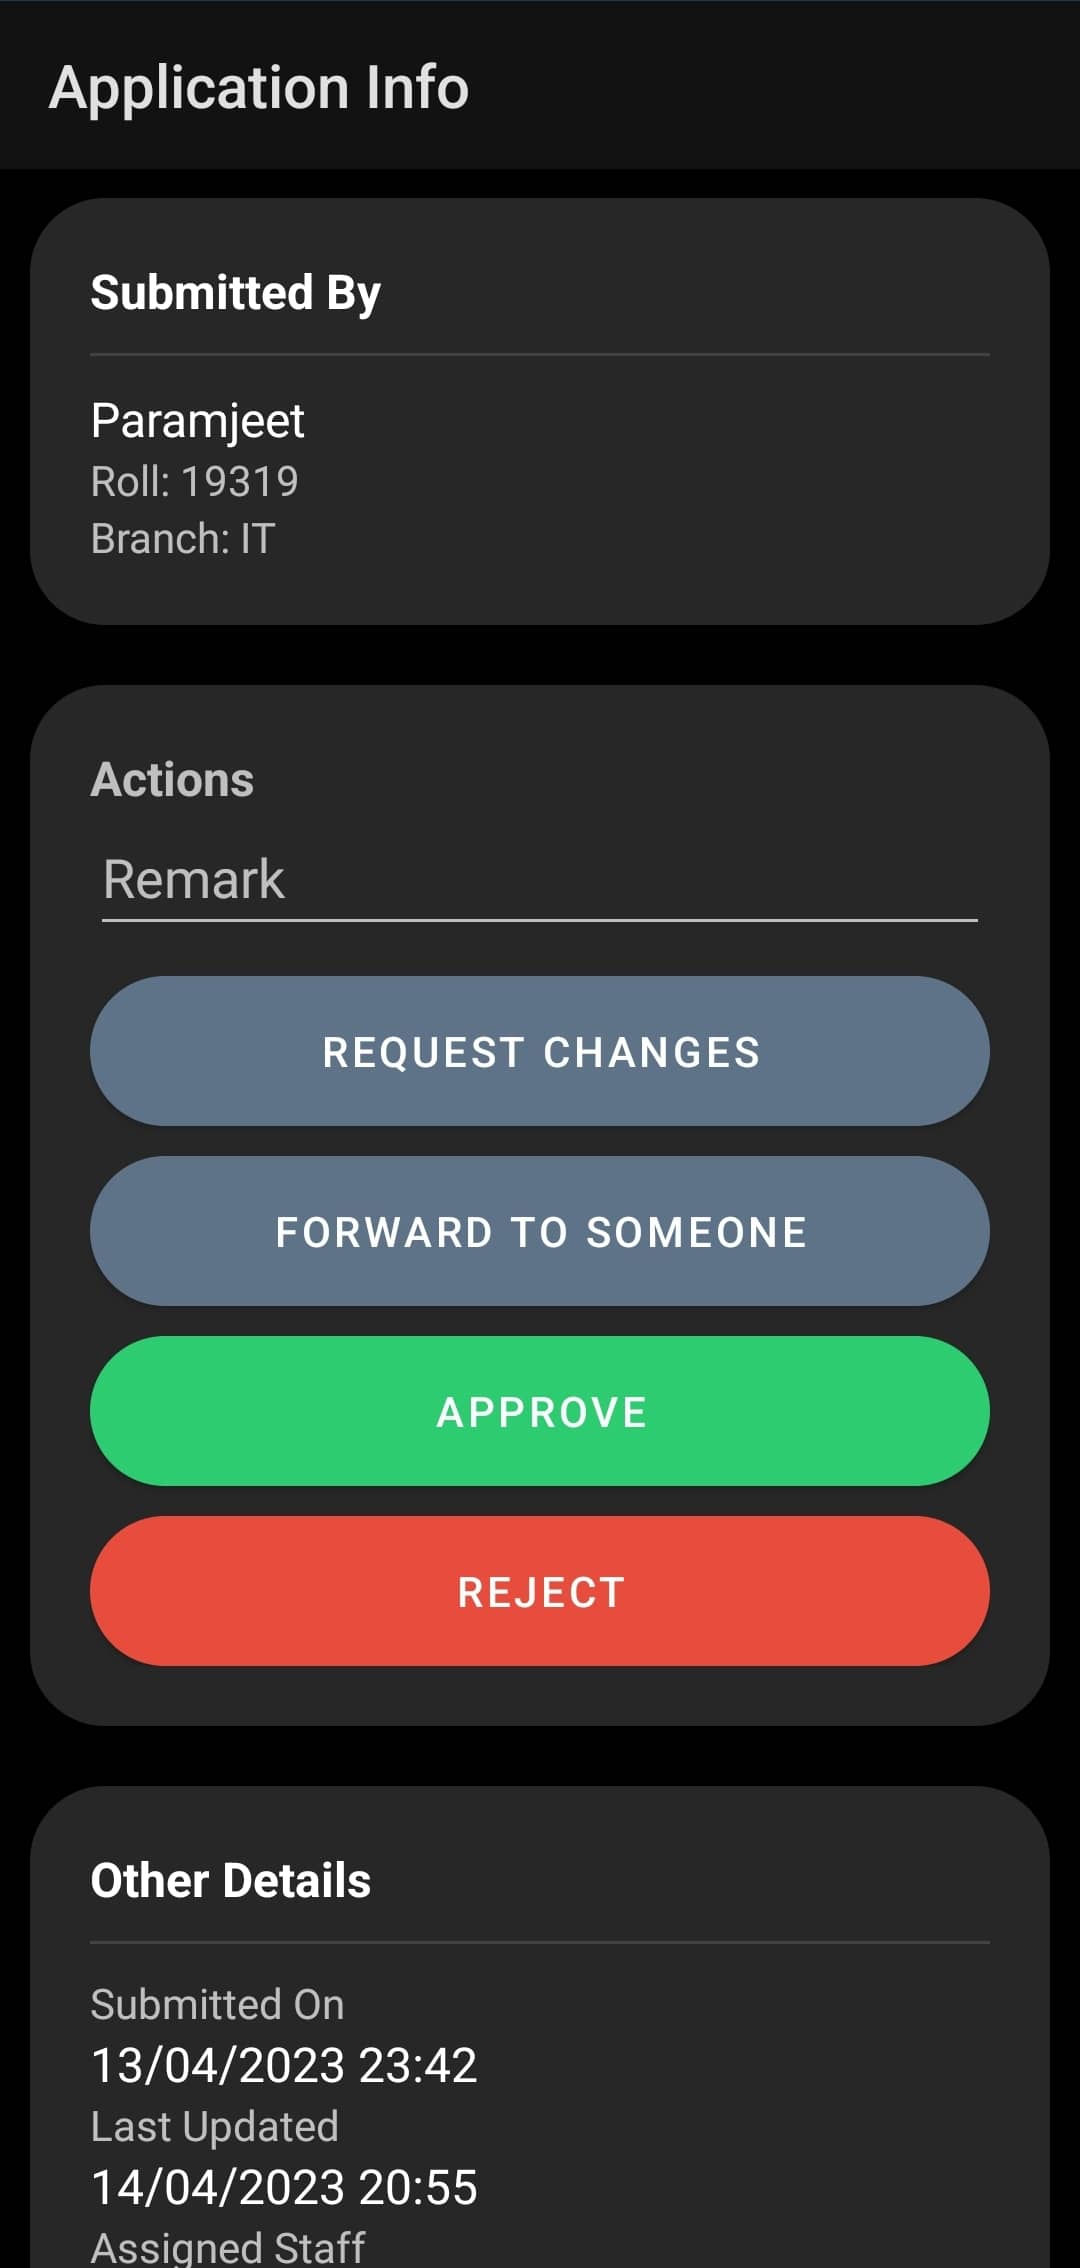 Application Info
Submitted By
Paramjeet
Roll: 19319
Branch: IT
Actions
Remark
REQUEST CHANGES
FORWARD TO SOMEONE
APPROVE
REJECT
Other Details
Submitted On
13/04/2023 23:42
Last Updated
14/04/2023 20:55
Assigned Staff